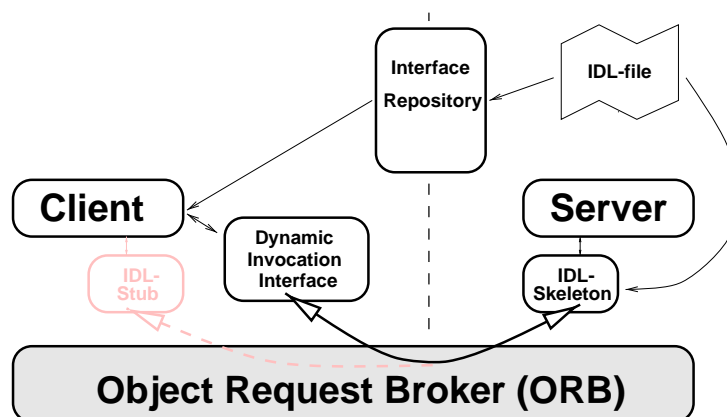 Interface
Repository
IDL-file
Client
Server
Dynamic
Invocation
Interface
IDL-
Stub
IDL-
Skeleton
Object Request Broker (ORB)